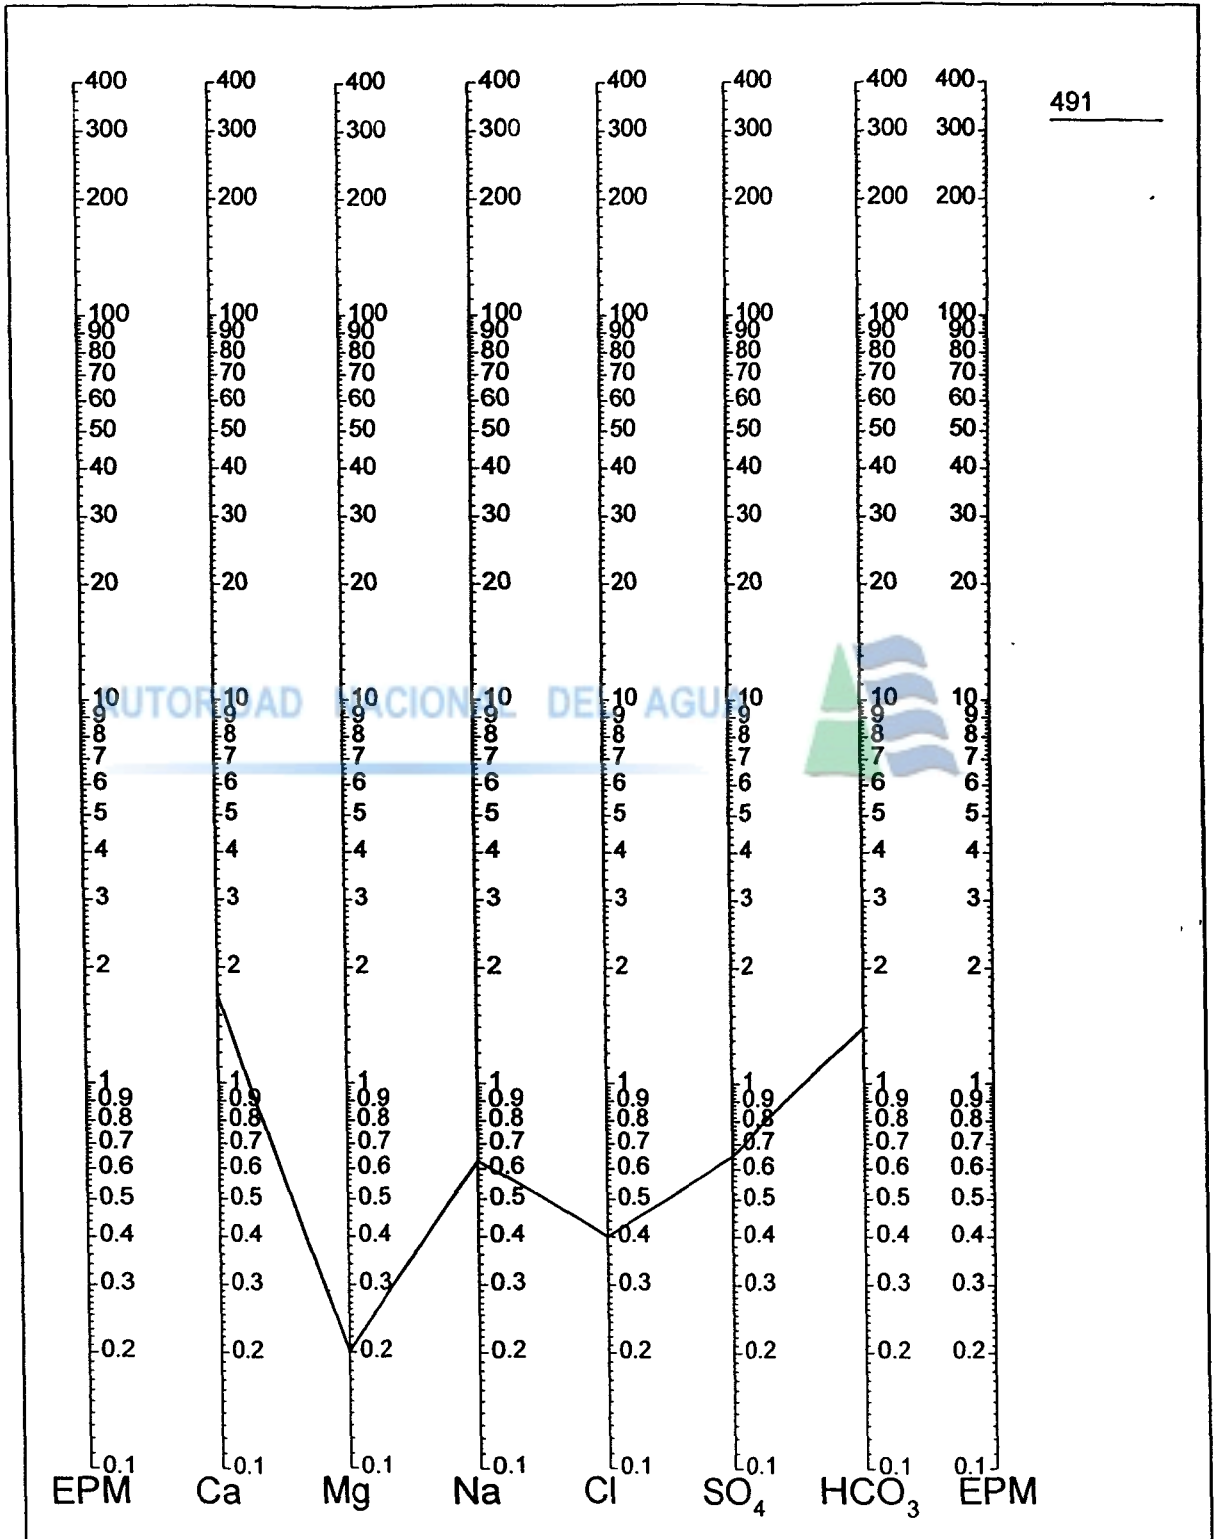 400 400 400 400 400 400 400 400
491
300 300 300 300 300 300 300 300
200 200 200 200 200 200 200 200
100 100 100 100 100 100 100 100
90 90 90 90 90 90 90 90
80 80 80 80 80 80 80 80
70 70 70 70 70 70 70 70
60 60 60 60 60 60 60 60
50 50 50 50 50 50 50 50
40 40 40 40 40 40 40 40
30 30 30 30 30 30 30 30
20 20 20 20 20 20 20 20
10 10 10 10 10 10 10 10
AUTORIDAD NACIONAL DEL AGUA
9 9 9 9 9 9 9 9
8 8 8 8 8 8 8 8
7 7 7 7 7 7 7 7
6 6 6 6 6 6 6 6
5 5 5 5 5 5 5 5
4 4 4 4 4 4 4 4
3 3 3 3 3 3 3 3
2 2 2 2 2 2 2 2
1 1 1 1 1 1 1 1
0.9 0.9 0.9 0.9 0.9 0.9 0.9 0.9
0.8 0.8 0.8 0.8 0.8 0.8 0.8 0.8
0.7 0.7 0.7 0.7 0.7 0.7 0.7 0.7
0.6 0.6 0.6 0.6 0.6 0.6 0.6 0.6
0.5 0.5 0.5 0.5 0.5 0.5 0.5 0.5
0.4 0.4 0.4 0.4 0.4 0.4 0.4 0.4
0.3 0.3 0.3 0.3 0.3 0.3 0.3 0.3
0.2 0.2 0.2 0.2 0.2 0.2 0.2 0.2
0.1 0.1 0.1 0.1 0.1 0.1 0.1 0.1
EPM Ca Mg Na Cl SO₄ HCO₃ EPM